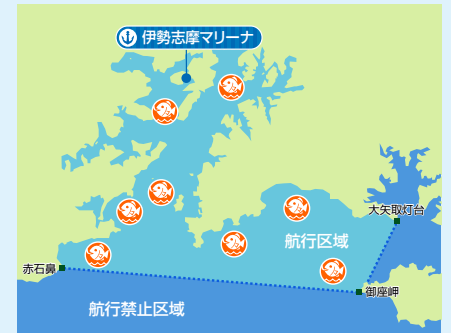 伊勢志摩マリーナ
大矢取灯台
航行区域
赤石鼻
御座岬
航行禁止区域